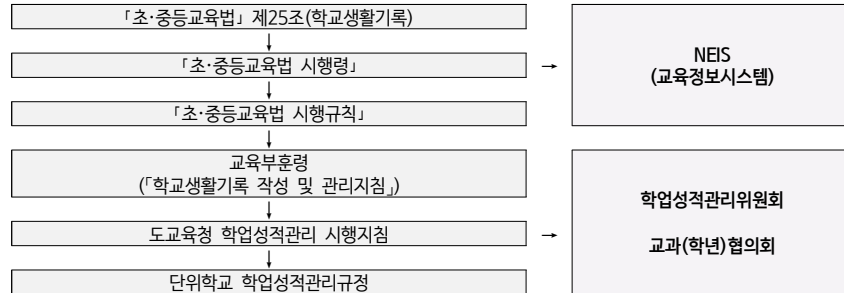 「초·중등교육법」 제25조(학교생활기록)
「초·중등교육법 시행령」
「초·중등교육법 시행규칙」
교육부훈령
(「학교생활기록 작성 및 관리지침」)
도교육청 학업성적관리 시행지침
단위학교 학업성적관리규정
NEIS
(교육정보시스템)
학업성적관리위원회
교과(학년)협의회